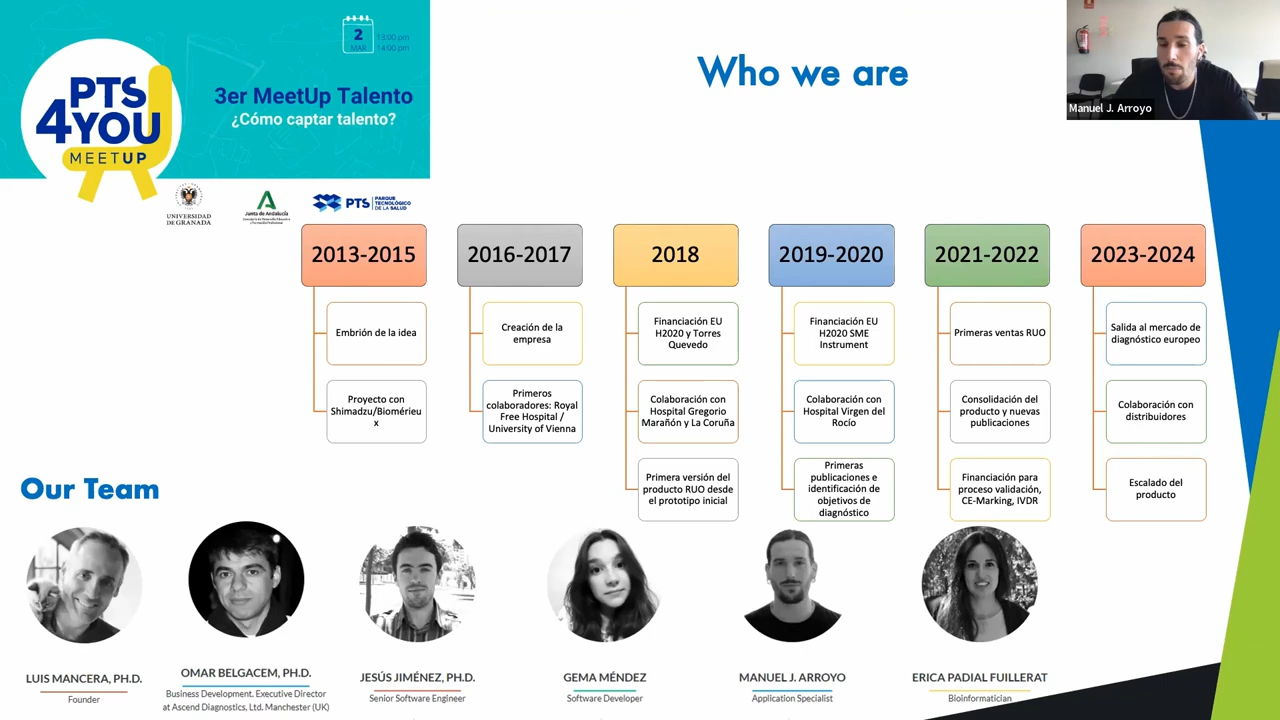 2
MAR
13:00 pm
14:00 pm
PTS
4YOU
MEETUP
3er MeetUp Talento
¿Cómo captar talento?
UNIVERSIDAD
DE GRANADA
Junta de Andalucía
PTS
PARQUE
TECNOLÓGICO
DE LA SALUD
Who we are
Manuel J. Arroyo
2013-2015
Embrión de la idea
Proyecto con
Shimadzu/Biomérieu
x
2016-2017
Creación de la
empresa
Primeros
colaboradores: Royal
Free Hospital /
University of Vienna
2018
Financiación EU
H2020 y Torres
Quevedo
Colaboración con
Hospital Gregorio
Marañón y La Coruña
Primera versión del
producto RUO desde
el prototipo inicial
2019-2020
Financiación EU
H2020 SME
Instrument
Colaboración con
Hospital Virgen del
Rocío
Primeras
publicaciones e
identificación de
objetivos de
diagnóstico
2021-2022
Primeras ventas RUO
Consolidación del
producto y nuevas
publicaciones
Financiación para
proceso validación,
CE-Marking, IVDR
2023-2024
Salida al mercado de
diagnóstico europeo
Colaboración con
distribuidores
Escalado del
producto
Our Team
LUIS MANCERA, PH.D.
Founder
OMAR BELGACEM, PH.D.
Business Development. Executive Director
at Ascend Diagnostics, Ltd. Manchester (UK)
JESÚS JIMÉNEZ, PH.D.
Senior Software Engineer
GEMA MÉNDEZ
Software Developer
MANUEL J. ARROYO
Application Specialist
ERICA PADIAL FUILLERAT
Bioinformatician